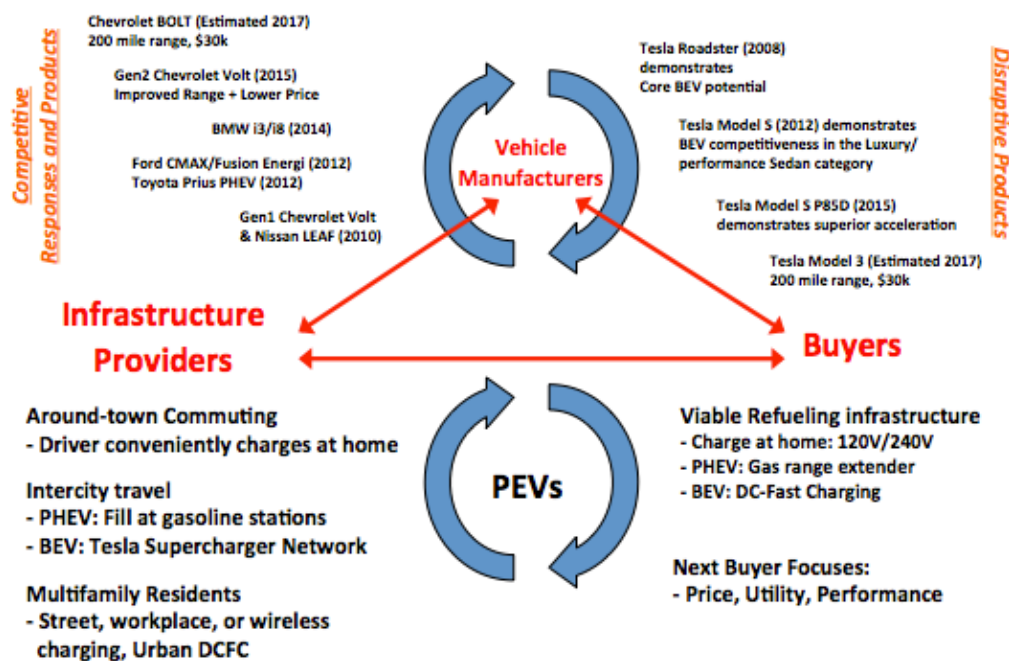 Competitive
Responses and Products
Chevrolet BOLT (Estimated 2017)
200 mile range, $30k
Gen2 Chevrolet Volt (2015)
Improved Range + Lower Price
BMW i3/i8 (2014)
Ford CMAX/Fusion Energi (2012)
Toyota Prius PHEV (2012)
Gen1 Chevrolet Volt
& Nissan LEAF (2010)
Vehicle
Manufacturers
Tesla Roadster (2008)
demonstrates
Core BEV potential
Tesla Model S (2012) demonstrates
BEV competitiveness in the Luxury/
performance Sedan category
Tesla Model S P85D (2015)
demonstrates superior acceleration
Tesla Model 3 (Estimated 2017)
200 mile range, $30k
Disruptive Products
Infrastructure
Providers
Buyers
Around-town Commuting
- Driver conveniently charges at home
Intercity travel
- PHEV: Fill at gasoline stations
- BEV: Tesla Supercharger Network
Multifamily Residents
- Street, workplace, or wireless
charging, Urban DCFC
PEVs
Viable Refueling infrastructure
- Charge at home: 120V/240V
- PHEV: Gas range extender
- BEV: DC-Fast Charging
Next Buyer Focuses:
- Price, Utility, Performance